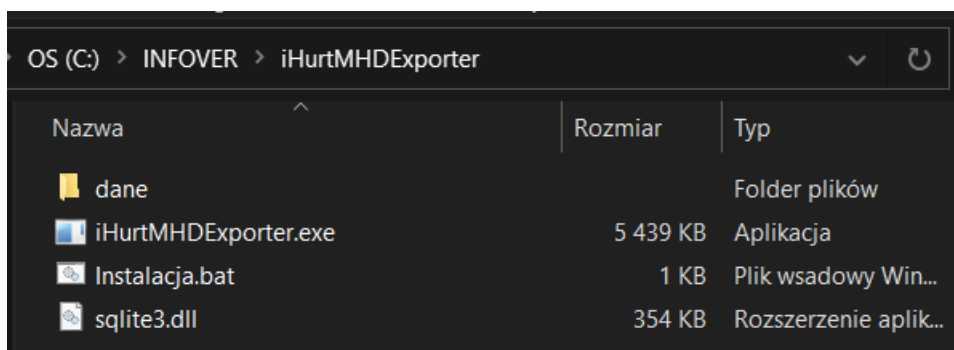 OS (C:) > INFOVER > iHurtMHDExporter
Nazwa Rozmiar Typ
dane Folder plików
iHurtMHDExporter.exe 5 439 KB Aplikacja
Instalacja.bat 1 KB Plik wsadowy Win...
sqlite3.dll 354 KB Rozszerzenie aplik...